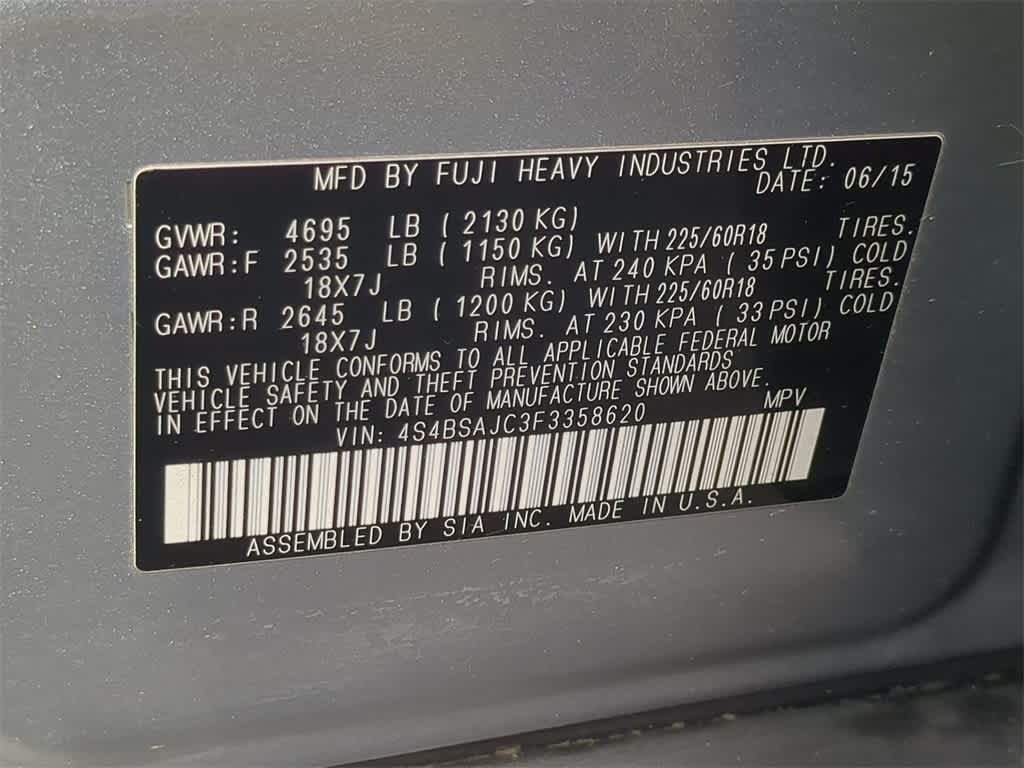 MFD BY FUJI HEAVY INDUSTRIES LTD.
DATE: 06/15
GVWR: 4695 LB ( 2130 KG)
GAWR:F 2535 LB ( 1150 KG) WITH 225/60R18 TIRES.
18X7J RIMS. AT 240 KPA ( 35 PSI) COLD
GAWR:R 2645 LB ( 1200 KG) WITH 225/60R18 TIRES.
18X7J RIMS. AT 230 KPA ( 33 PSI) COLD
THIS VEHICLE CONFORMS TO ALL APPLICABLE FEDERAL MOTOR
VEHICLE SAFETY AND THEFT PREVENTION STANDARDS
IN EFFECT ON THE DATE OF MANUFACTURE SHOWN ABOVE.
VIN: 4S4BSAJC3F3358620 MPV
ASSEMBLED BY SIA INC. MADE IN U.S.A.